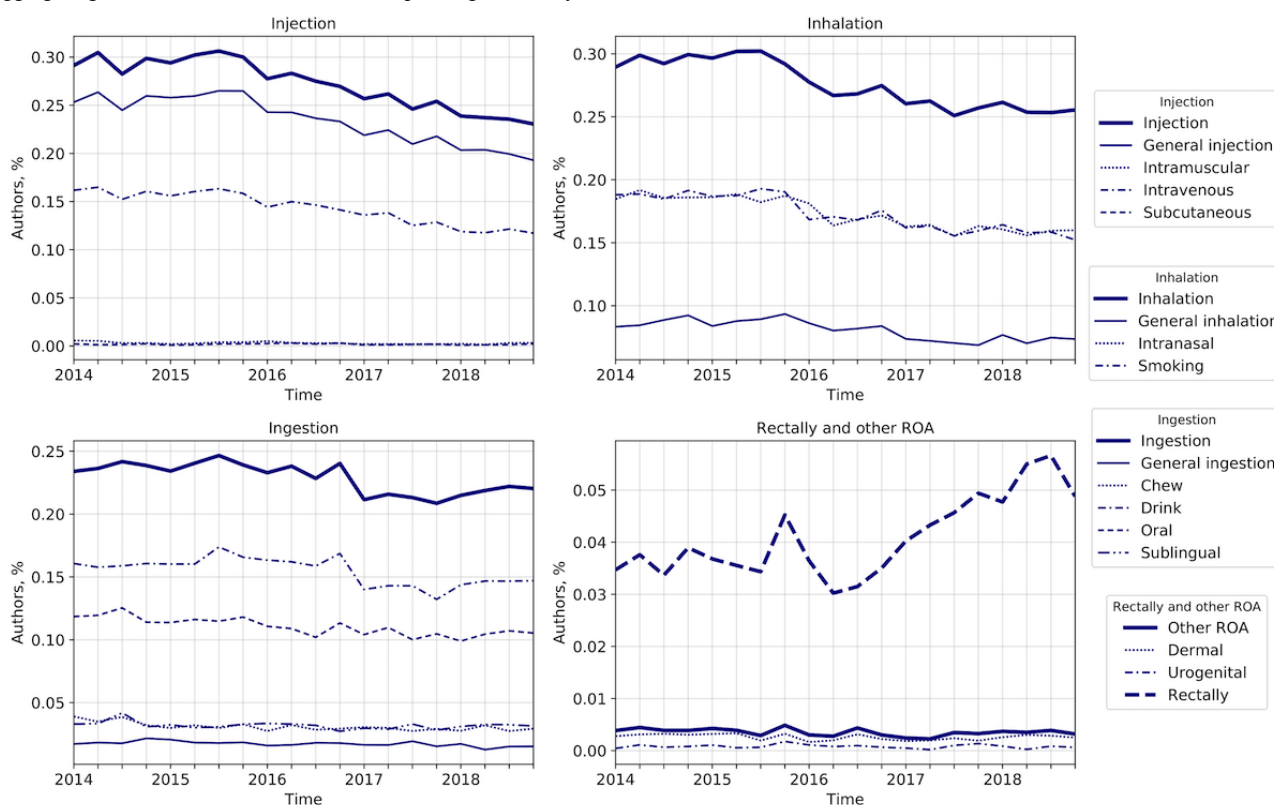 Injection
Authors, %
0.30
0.25
0.20
0.15
0.10
0.05
0.00
2014 2015 2016 2017 2018
Time
Inhalation
Authors, %
0.30
0.25
0.20
0.15
0.10
2014 2015 2016 2017 2018
Time
Injection
Injection
General injection
Intramuscular
Intravenous
Subcutaneous
Inhalation
Inhalation
General inhalation
Intranasal
Smoking
Ingestion
Authors, %
0.25
0.20
0.15
0.10
0.05
2014 2015 2016 2017 2018
Time
Rectally and other ROA
Authors, %
0.05
0.04
0.03
0.02
0.01
0.00
2014 2015 2016 2017 2018
Time
Ingestion
Ingestion
General ingestion
Chew
Drink
Oral
Sublingual
Rectally and other ROA
Other ROA
Dermal
Urogenital
Rectally